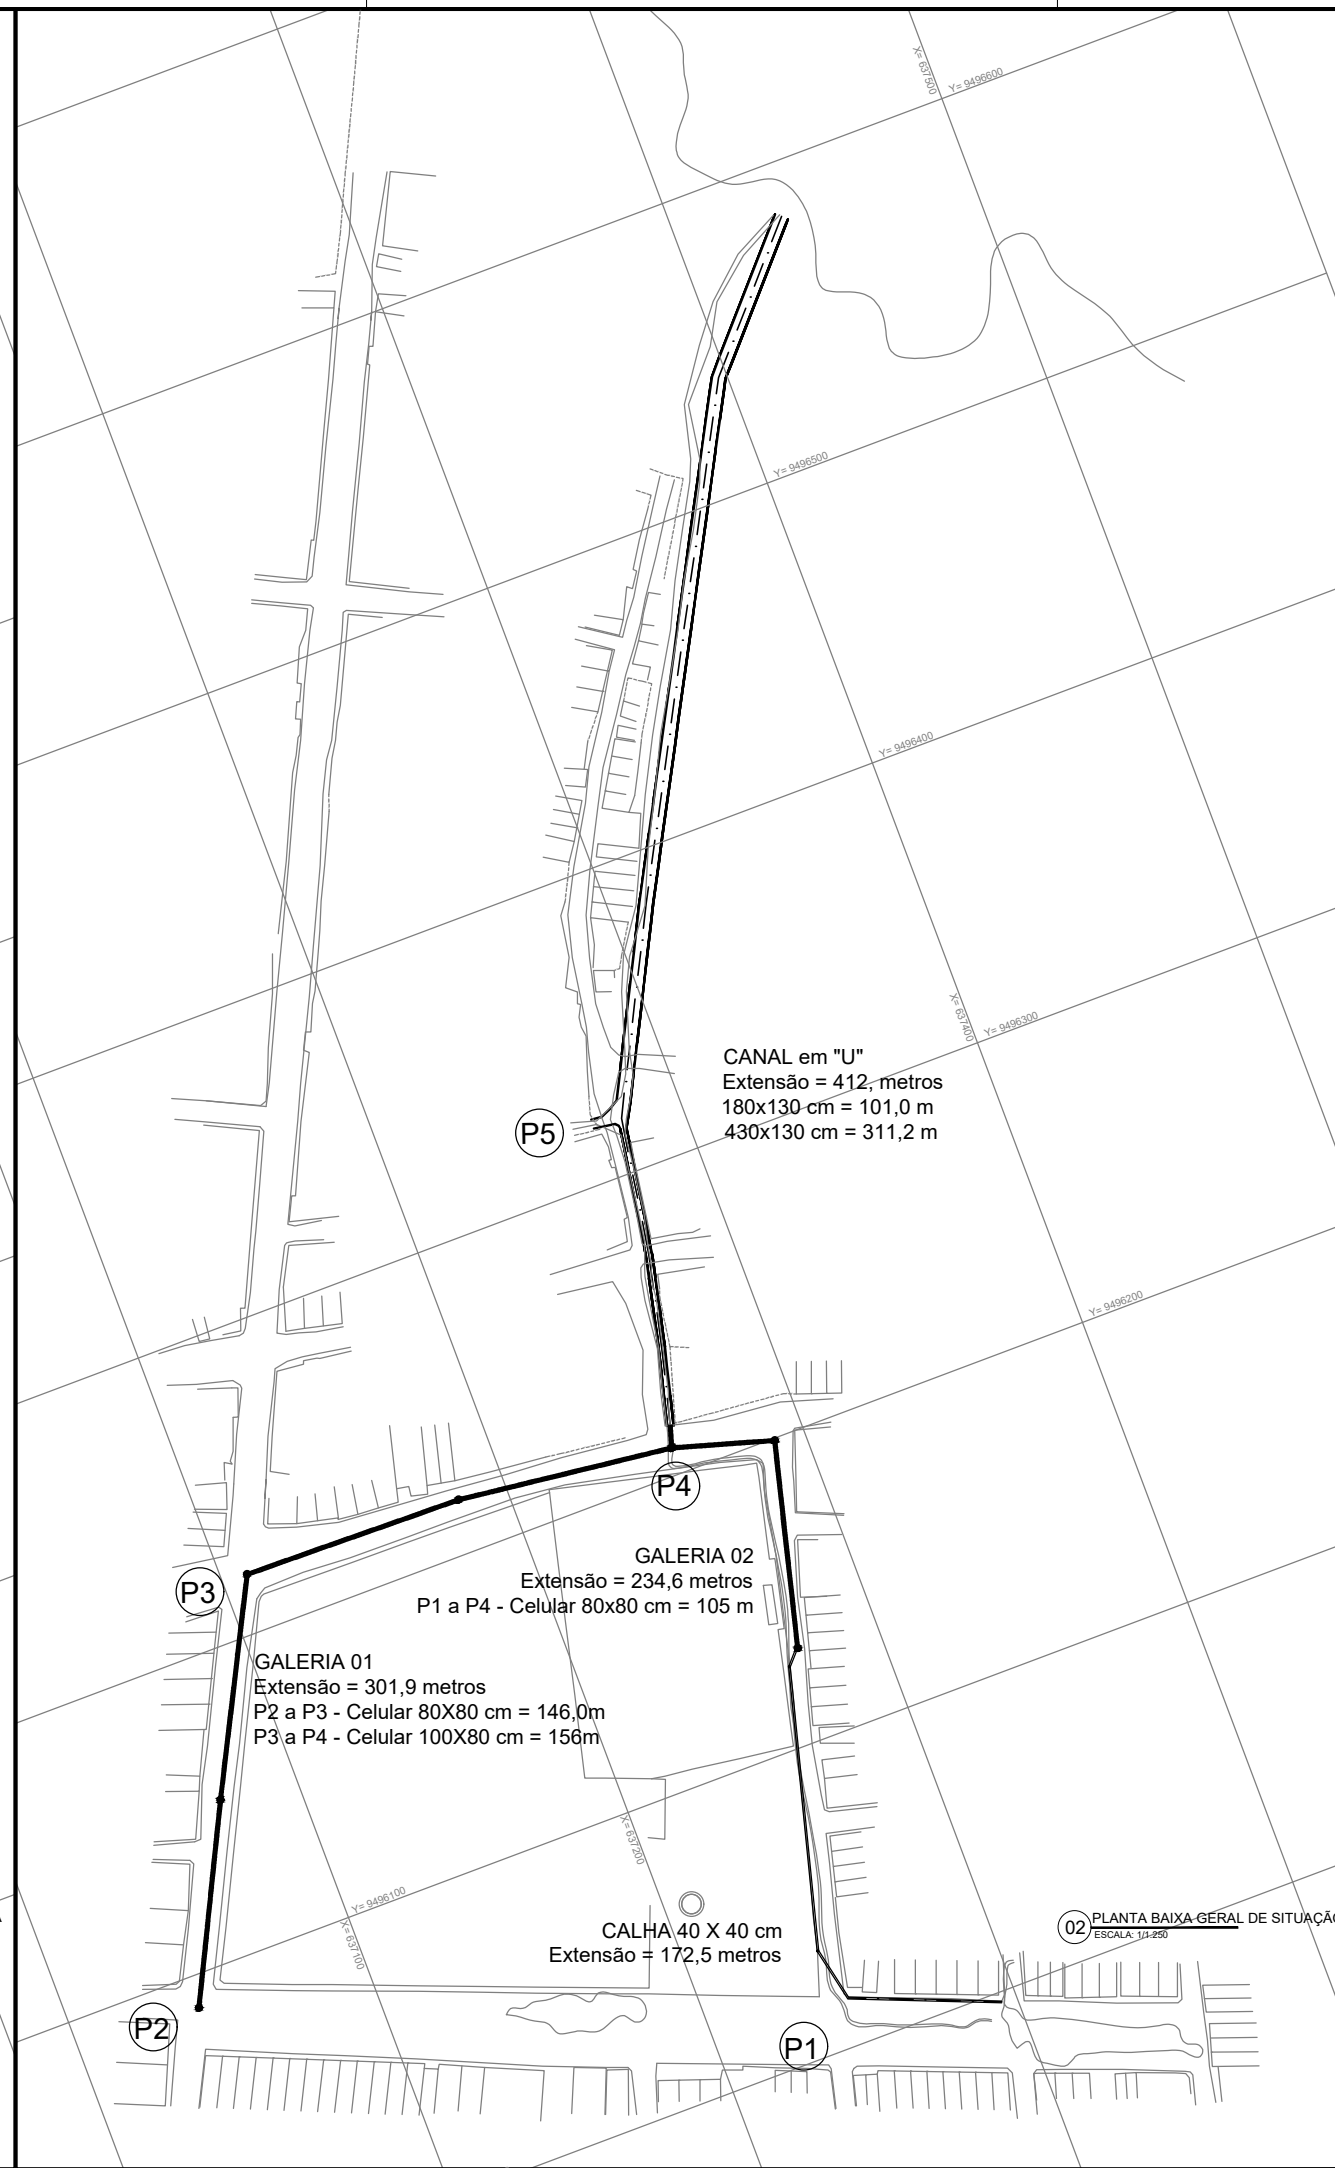 X= 637500
Y= 9496600
Y= 9496500
Y= 9496400
X= 637400
Y= 9496300
CANAL em "U"
Extensão = 412, metros
180x130 cm = 101,0 m
430x130 cm = 311,2 m
P5
Y= 9496200
P4
GALERIA 02
Extensão = 234,6 metros
P1 a P4 - Celular 80x80 cm = 105 m
P3
GALERIA 01
Extensão = 301,9 metros
P2 a P3 - Celular 80X80 cm = 146,0m
P3 a P4 - Celular 100X80 cm = 156m
X= 637200
Y= 9496100
X= 637100
CALHA 40 X 40 cm
Extensão = 172,5 metros
02
PLANTA BAIXA GERAL DE SITUAÇÃO
ESCALA: 1/1.250
P2
P1